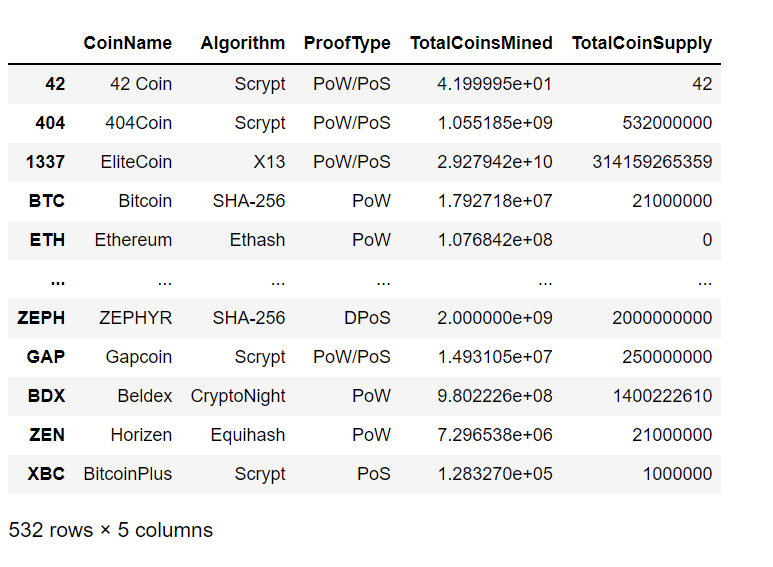 CoinName Algorithm ProofType TotalCoinsMined TotalCoinSupply
42 42 Coin Scrypt PoW/PoS 4.199995e+01 42
404 404Coin Scrypt PoW/PoS 1.055185e+09 532000000
1337 EliteCoin X13 PoW/PoS 2.927942e+10 314159265359
BTC Bitcoin SHA-256 PoW 1.792718e+07 21000000
ETH Ethereum Ethash PoW 1.076842e+08 0
... ... ... ... ... ...
ZEPH ZEPHYR SHA-256 DPoS 2.000000e+09 2000000000
GAP Gapcoin Scrypt PoW/PoS 1.493105e+07 250000000
BDX Beldex CryptoNight PoW 9.802226e+08 1400222610
ZEN Horizen Equihash PoW 7.296538e+06 21000000
XBC BitcoinPlus Scrypt PoS 1.283270e+05 1000000
532 rows × 5 columns